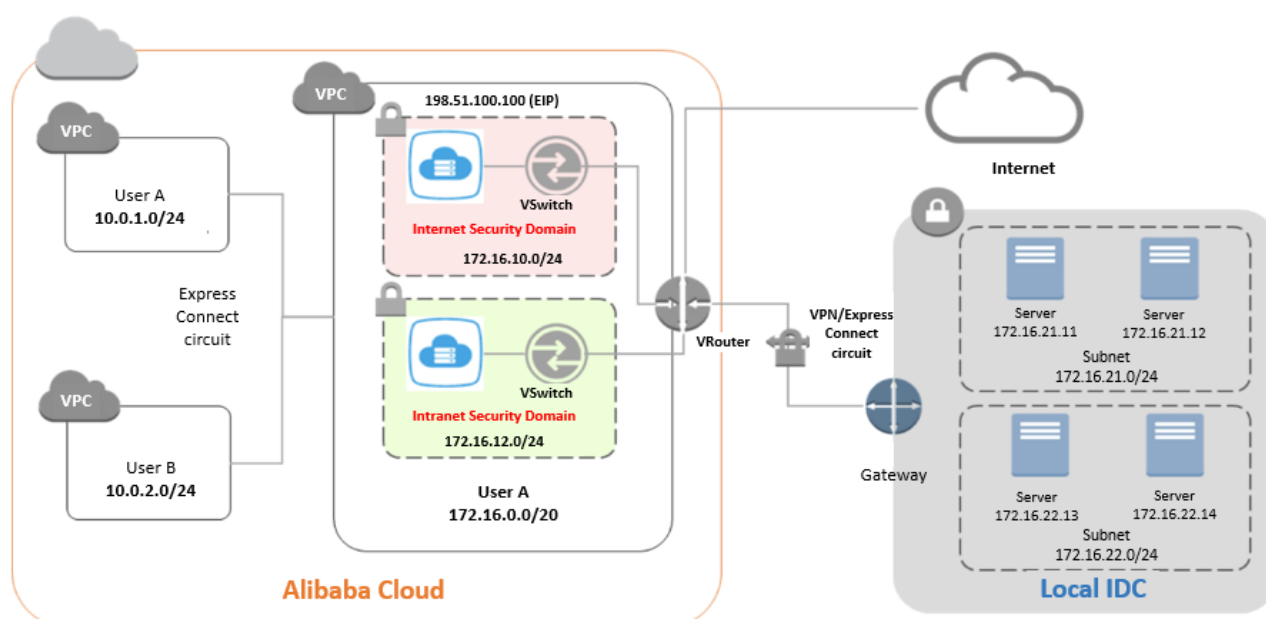 VPC
User A
10.0.1.0/24
Express
Connect
circuit
VPC
User B
10.0.2.0/24
VPC
198.51.100.100 (EIP)
VSwitch
Internet Security Domain
172.16.10.0/24
VSwitch
Intranet Security Domain
172.16.12.0/24
User A
172.16.0.0/20
Alibaba Cloud
VRouter
Internet
VPN/Express
Connect
circuit
Gateway
Server
172.16.21.11
Server
172.16.21.12
Subnet
172.16.21.0/24
Server
172.16.22.13
Server
172.16.22.14
Subnet
172.16.22.0/24
Local IDC